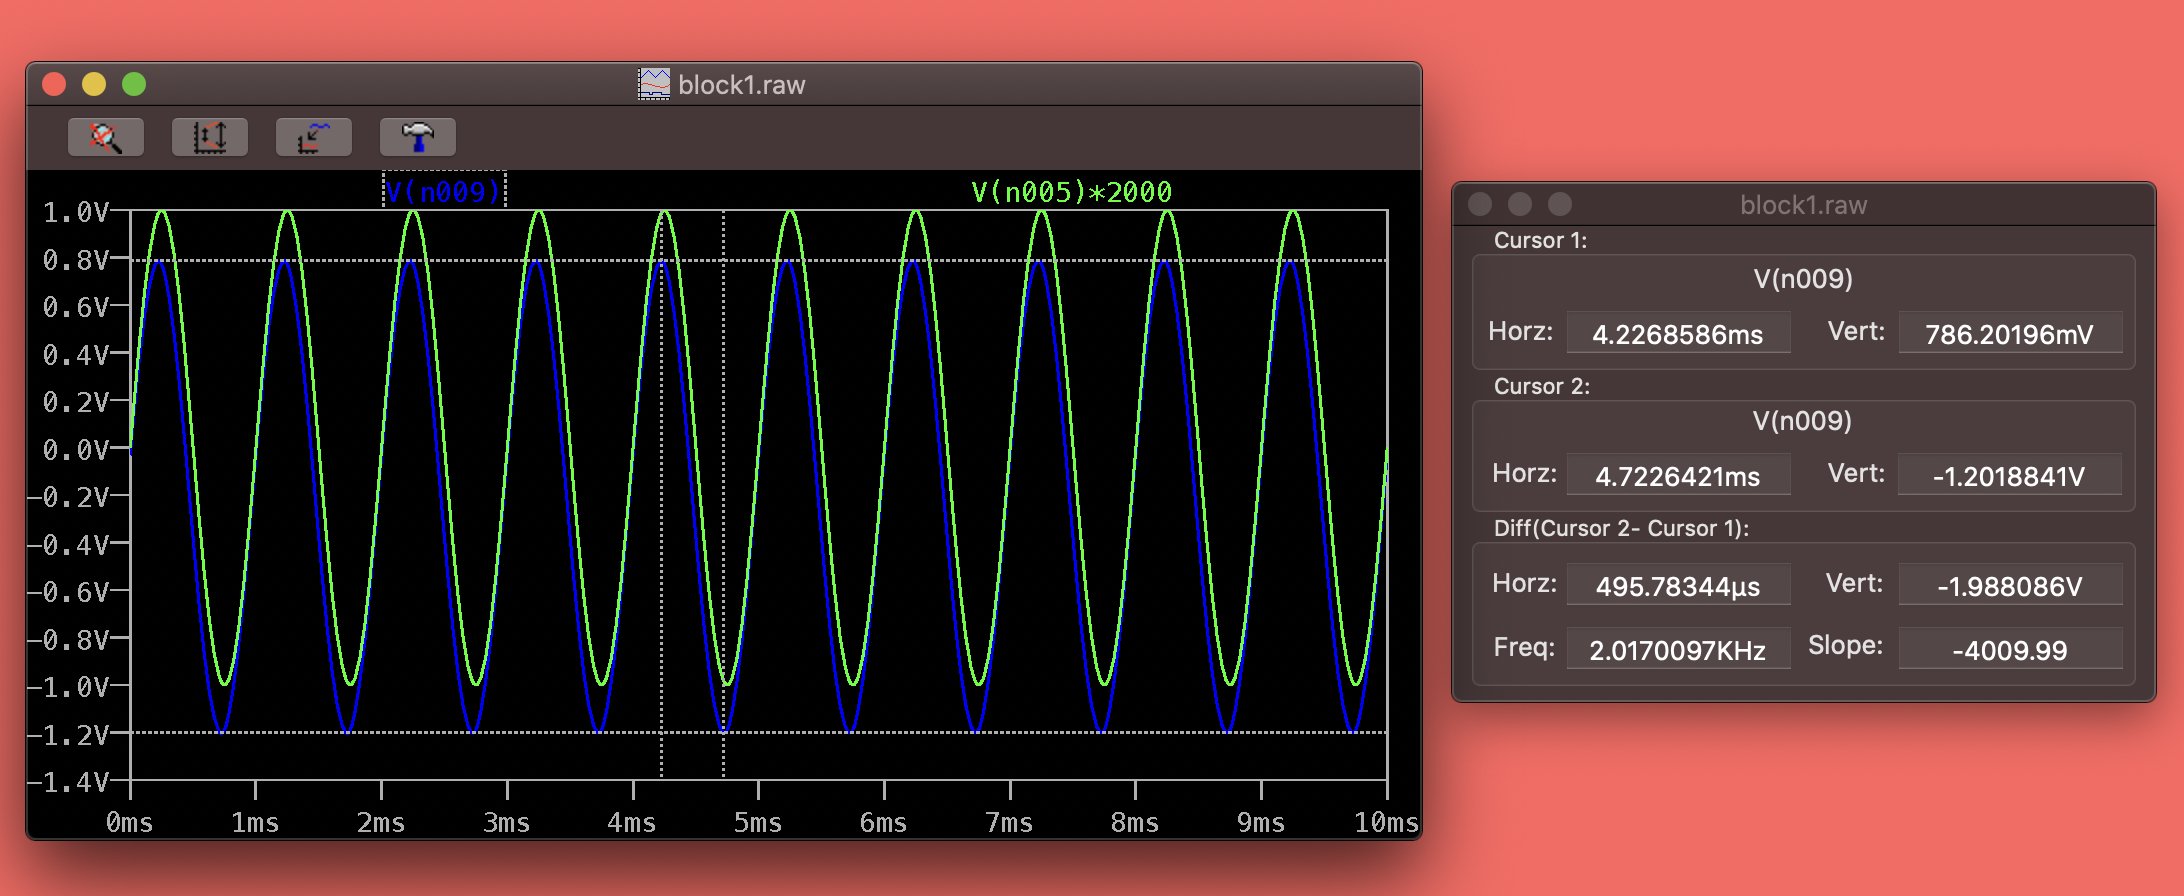 block1.raw
V(n009)
V(n005)*2000
1.0V
0.8V
0.6V
0.4V
0.2V
0.0V
-0.2V
-0.4V
-0.6V
-0.8V
-1.0V
-1.2V
-1.4V
0ms 1ms 2ms 3ms 4ms 5ms 6ms 7ms 8ms 9ms 10ms
block1.raw
Cursor 1:
V(n009)
Horz: 4.2268586ms Vert: 786.20196mV
Cursor 2:
V(n009)
Horz: 4.7226421ms Vert: -1.2018841V
Diff(Cursor 2- Cursor 1):
Horz: 495.78344µs Vert: -1.988086V
Freq: 2.0170097KHz Slope: -4009.99